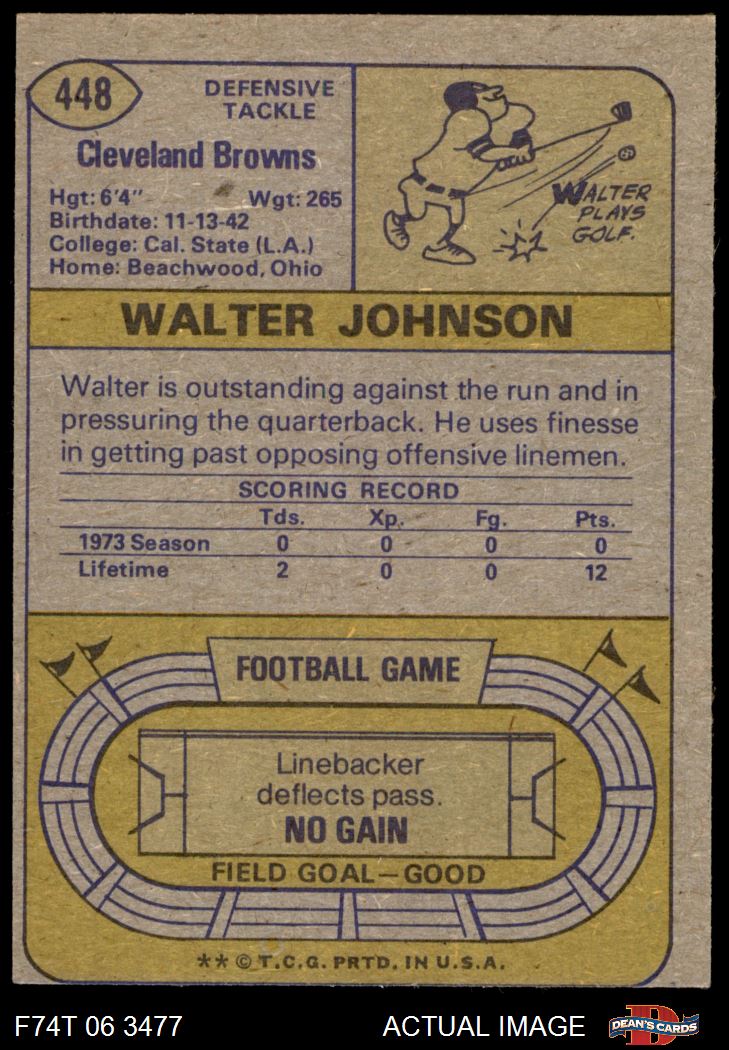 448
DEFENSIVE
TACKLE
Cleveland Browns
Hgt: 6'4" Wgt: 265
Birthdate: 11-13-42
College: Cal. State (L.A.)
Home: Beachwood, Ohio
WALTER
PLAYS
GOLF.
WALTER JOHNSON
Walter is outstanding against the run and in
pressuring the quarterback. He uses finesse
in getting past opposing offensive linemen.
SCORING RECORD
Tds. Xp. Fg. Pts.
1973 Season 0 0 0 0
Lifetime 2 0 0 12
FOOTBALL GAME
Linebacker
deflects pass.
NO GAIN
FIELD GOAL—GOOD
** © T.C.G. PRTD. IN U.S.A.
F74T 06 3477 ACTUAL IMAGE
D
DEAN'S CARDS